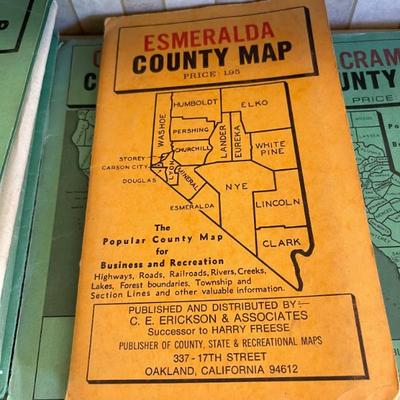 ESMERALDA
COUNTY MAP
PRICE: 1.95
HUMBOLDT
ELKO
WASHOE
PERSHING
LANDER
EUREKA
CHURCHILL
WHITE
PINE
STOREY
CARSON CITY
LYON
DOUGLAS
MINERAL
NYE
ESMERALDA
LINCOLN
CLARK
The
Popular County Map
for
Business and Recreation
Highways, Roads, Railroads, Rivers, Creeks,
Lakes, Forest boundaries, Township and
Section Lines and other valuable information.
PUBLISHED AND DISTRIBUTED BY:-
C. E. ERICKSON & ASSOCIATES
Successor to HARRY FREESE
PUBLISHER OF COUNTY, STATE & RECREATIONAL MAPS
337 - 17TH STREET
OAKLAND, CALIFORNIA 94612
CRAM
NTY
PRICE